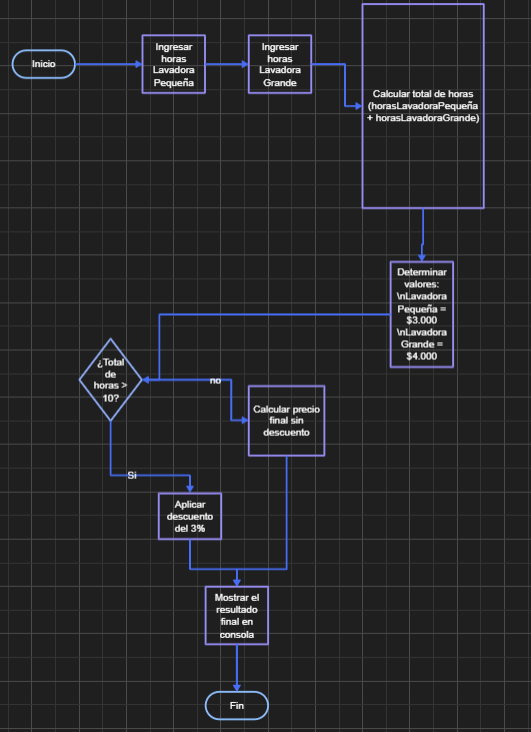 Inicio
Ingresar
horas
Lavadora
Pequeña
Ingresar
horas
Lavadora
Grande
Calcular total de horas
(horasLavadoraPequeña
+ horasLavadoraGrande)
Determinar
valores:
\nLavadora
Pequeña =
$3.000
\nLavadora
Grande =
$4.000
¿Total
de
horas >
10?
no
Calcular precio
final sin
descuento
Si
Aplicar
descuento
del 3%
Mostrar el
resultado
final en
consola
Fin